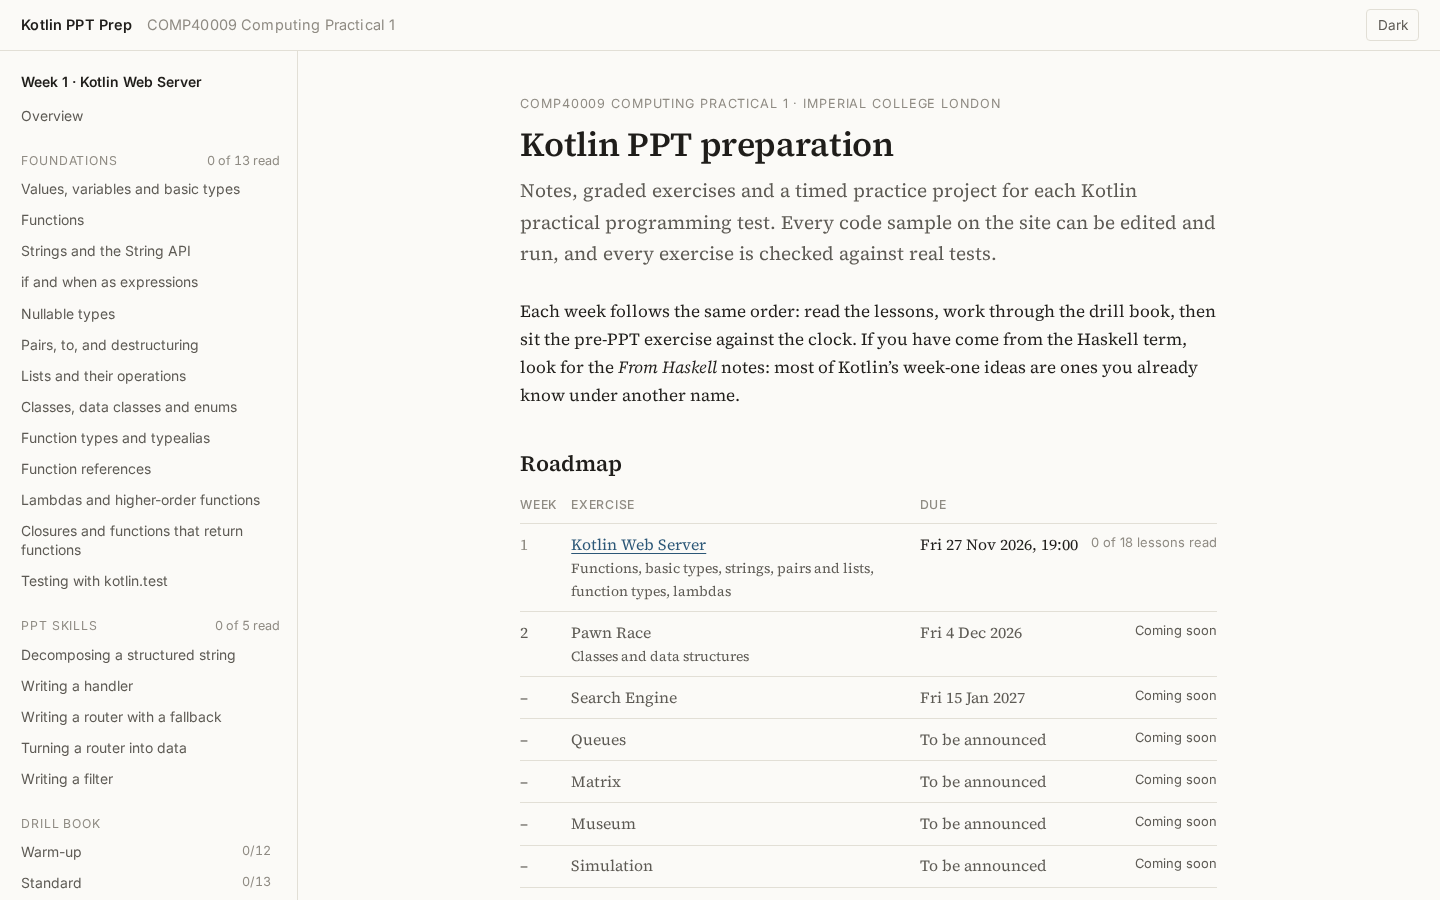 Kotlin PPT Prep COMP40009 Computing Practical 1 Dark
Week 1 · Kotlin Web Server
Overview
FOUNDATIONS 0 of 13 read
Values, variables and basic types
Functions
Strings and the String API
if and when as expressions
Nullable types
Pairs, to, and destructuring
Lists and their operations
Classes, data classes and enums
Function types and typealias
Function references
Lambdas and higher-order functions
Closures and functions that return
functions
Testing with kotlin.test
PPT SKILLS 0 of 5 read
Decomposing a structured string
Writing a handler
Writing a router with a fallback
Turning a router into data
Writing a filter
DRILL BOOK
Warm-up 0/12
Standard 0/13
COMP40009 COMPUTING PRACTICAL 1 · IMPERIAL COLLEGE LONDON
Kotlin PPT preparation
Notes, graded exercises and a timed practice project for each Kotlin
practical programming test. Every code sample on the site can be edited and
run, and every exercise is checked against real tests.
Each week follows the same order: read the lessons, work through the drill book, then
sit the pre-PPT exercise against the clock. If you have come from the Haskell term,
look for the From Haskell notes: most of Kotlin’s week-one ideas are ones you already
know under another name.
Roadmap
WEEK EXERCISE DUE
1 Kotlin Web Server Fri 27 Nov 2026, 19:00 0 of 18 lessons read
Functions, basic types, strings, pairs and lists,
function types, lambdas
2 Pawn Race Fri 4 Dec 2026 Coming soon
Classes and data structures
– Search Engine Fri 15 Jan 2027 Coming soon
– Queues To be announced Coming soon
– Matrix To be announced Coming soon
– Museum To be announced Coming soon
– Simulation To be announced Coming soon